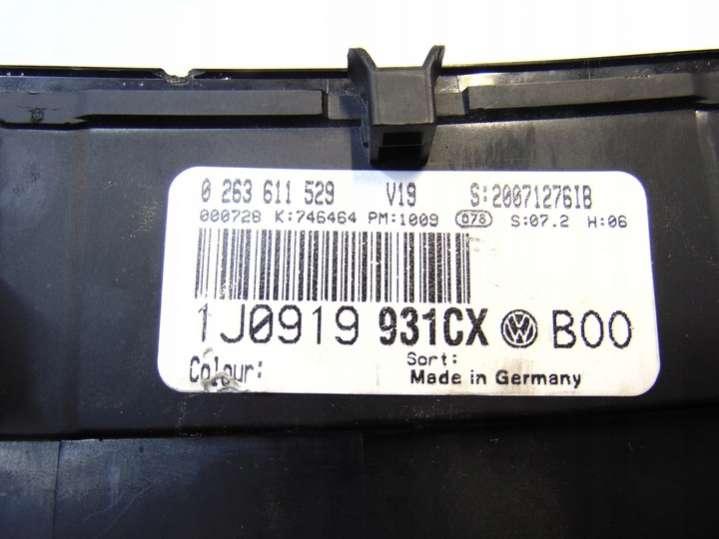 0 263 611 529 V19 S:20071276IB
000728 K:746464 PM:1009 078 S:07.2 H:06
1J0919 931CX VW B00
Colour: Sort:
Made in Germany